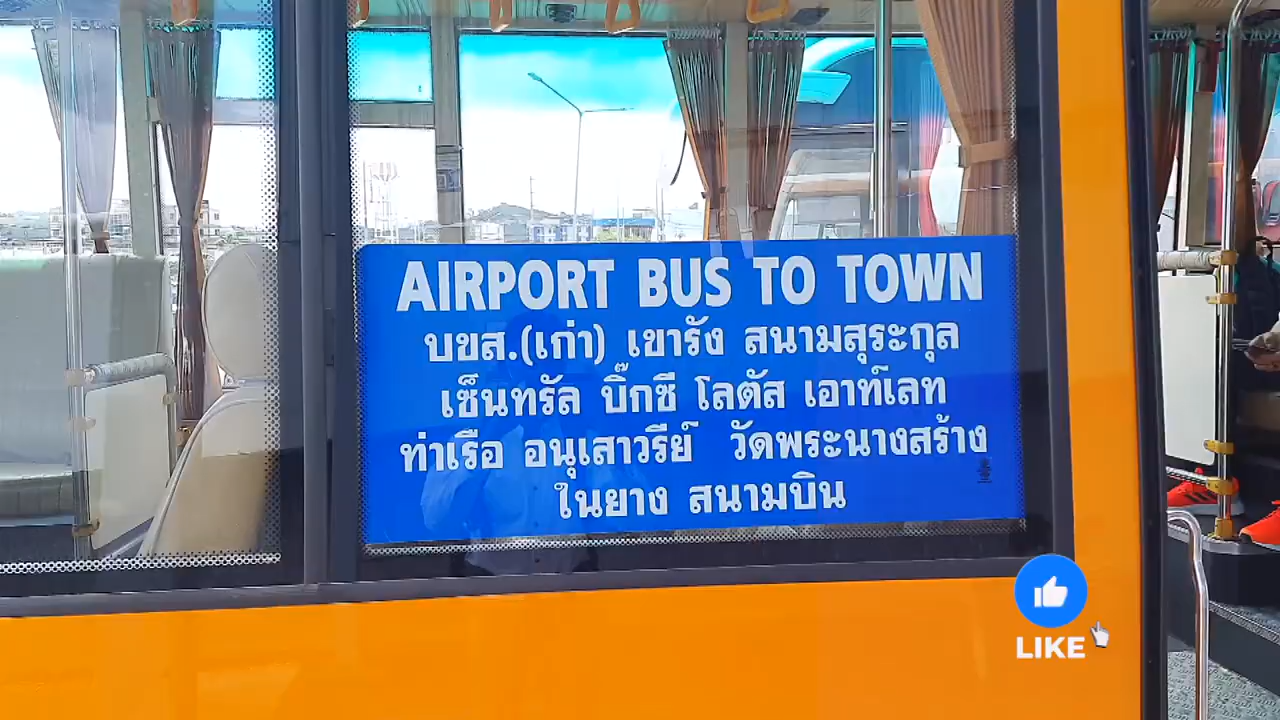 AIRPORT BUS TO TOWN
บขส.(เก่า) เขารัง สนามสุระกุล
เซ็นทรัล บิ๊กซี โลตัส เอาท์เลท
ท่าเรือ อนุเสาวรีย์ วัดพระนางสร้าง
ในยาง สนามบิน
LIKE